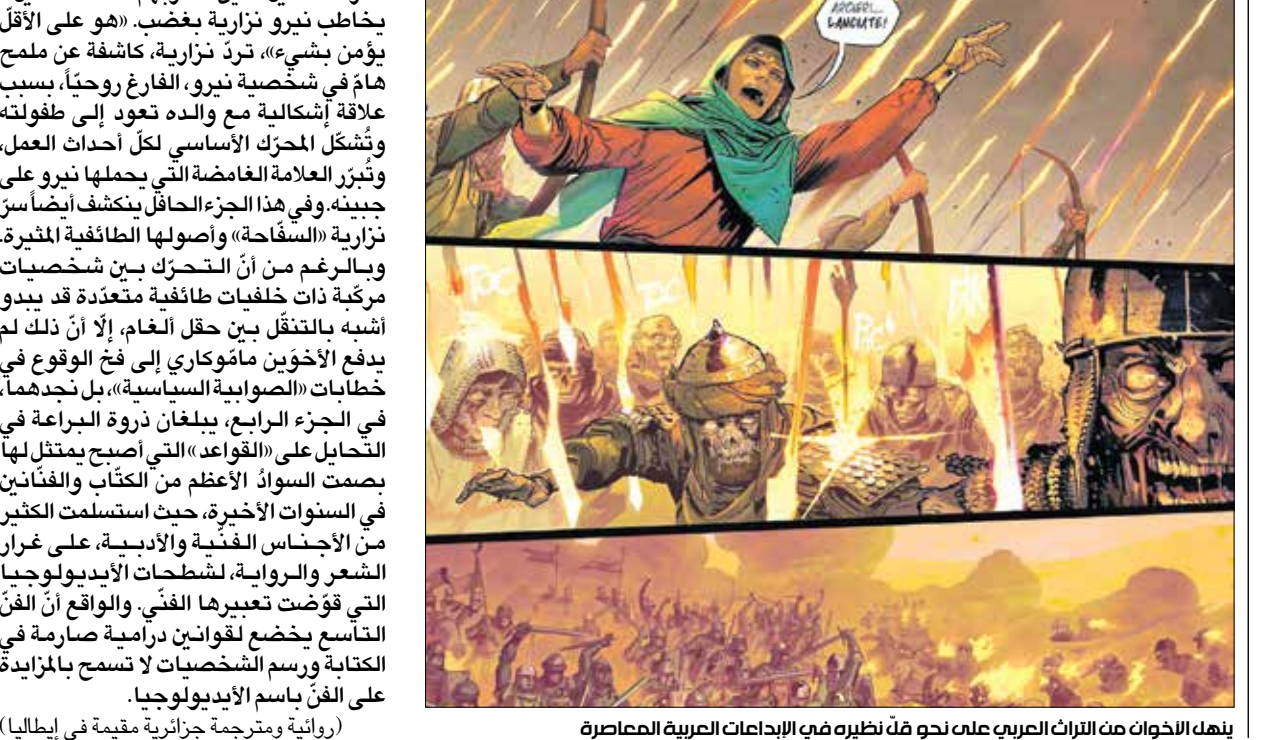 يخاطب نيرو نزارية بغضب. «هو على الأقلّ
يؤمن بشيء»، تردّ نزارية، كاشفة عن ملمح
هامّ في شخصية نيرو، الفارغ روحيّاً، بسبب
علاقة إشكالية مع والده تعود إلى طفولته
وتُشكّل المحرّك الأساسي لكلّ أحداث العمل،
وتُبرّر العلامة الغامضة التي يحملها نيرو على
جبينه. وفي هذا الجزء الحافل ينكشف أيضاً سرّ
نزارية «السفّاحة» وأصولها الطائفية المثيرة.
وبالرغم من أنّ التحرّك بين شخصيات
مركّبة ذات خلفيات طائفية متعدّدة قد يبدو
أشبه بالتنقّل بين حقل ألغام، إلّا أنّ ذلك لم
يدفع الأخوَين مامّوكاري إلى فخ الوقوع في
خطابات «الصوابية السياسية»، بل نجدهما،
في الجزء الرابع، يبلغان ذروة البراعة في
التحايل على «القواعد» التي أصبح يمتثل لها
بصمت السوادُ الأعظم من الكتّاب والفنّانين
في السنوات الأخيرة، حيث استسلمت الكثير
من الأجناس الفنّية والأدبية، على غرار
الشعر والرواية، لشطحات الأيديولوجيا
التي قوّضت تعبيرها الفنّي. والواقع أنّ الفنّ
التاسع يخضع لقوانين درامية صارمة في
الكتابة ورسم الشخصيات لا تسمح بالمزايدة
على الفنّ باسم الأيديولوجيا.
(روائية ومترجمة جزائرية مقيمة في إيطاليا)
ARCIERI...
LANCIATE!
TOC
TOC
ينهل الأخوان من التراث العربي على نحو قلّ نظيره في الإبداعات العربية المعاصرة